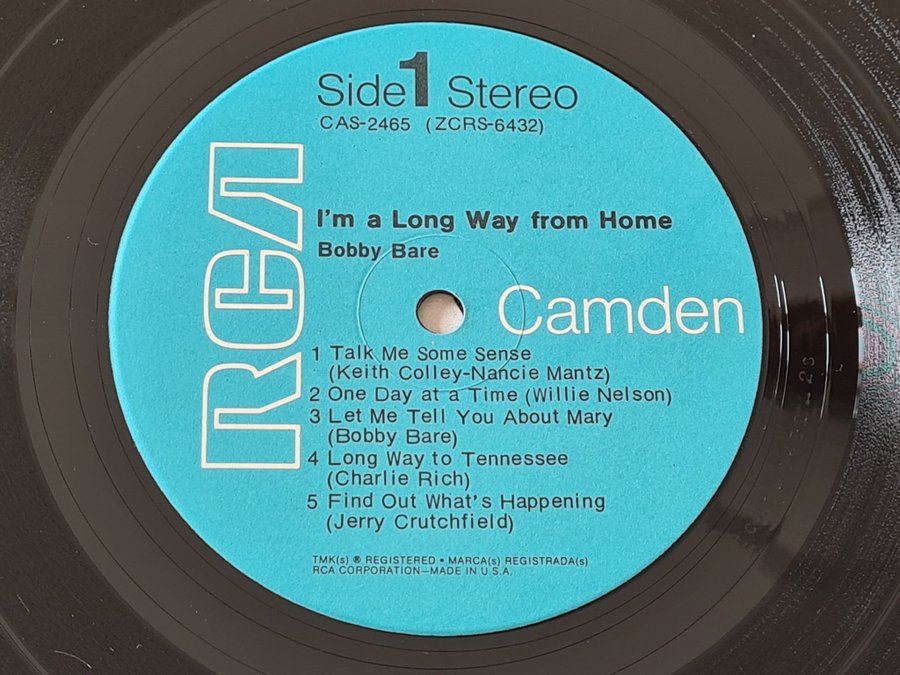 Side 1 Stereo
CAS-2465 (ZCRS-6432)
RCA
I'm a Long Way from Home
Bobby Bare
Camden
1 Talk Me Some Sense
(Keith Colley-Nancie Mantz)
2 One Day at a Time (Willie Nelson)
3 Let Me Tell You About Mary
(Bobby Bare)
4 Long Way to Tennessee
(Charlie Rich)
5 Find Out What's Happening
(Jerry Crutchfield)
TMK(s) ® REGISTERED • MARCA(s) REGISTRADA(s)
RCA CORPORATION—MADE IN U.S.A.